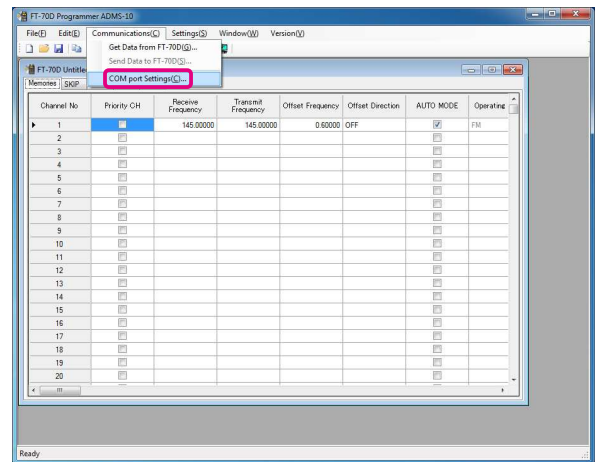 FT-70D Programmer ADMS-10
File(F) Edit(E) Communications(C) Settings(S) Window(W) Version(V)
Get Data from FT-70D(G)...
Send Data to FT-70D(S)...
COM port Settings(C)...
FT-70D Untitle
Memories SKIP
Channel No Priority CH Receive Frequency Transmit Frequency Offset Frequency Offset Direction AUTO MODE Operating
1 145.00000 145.00000 0.60000 OFF FM
2
3
4
5
6
7
8
9
10
11
12
13
14
15
16
17
18
19
20
Ready